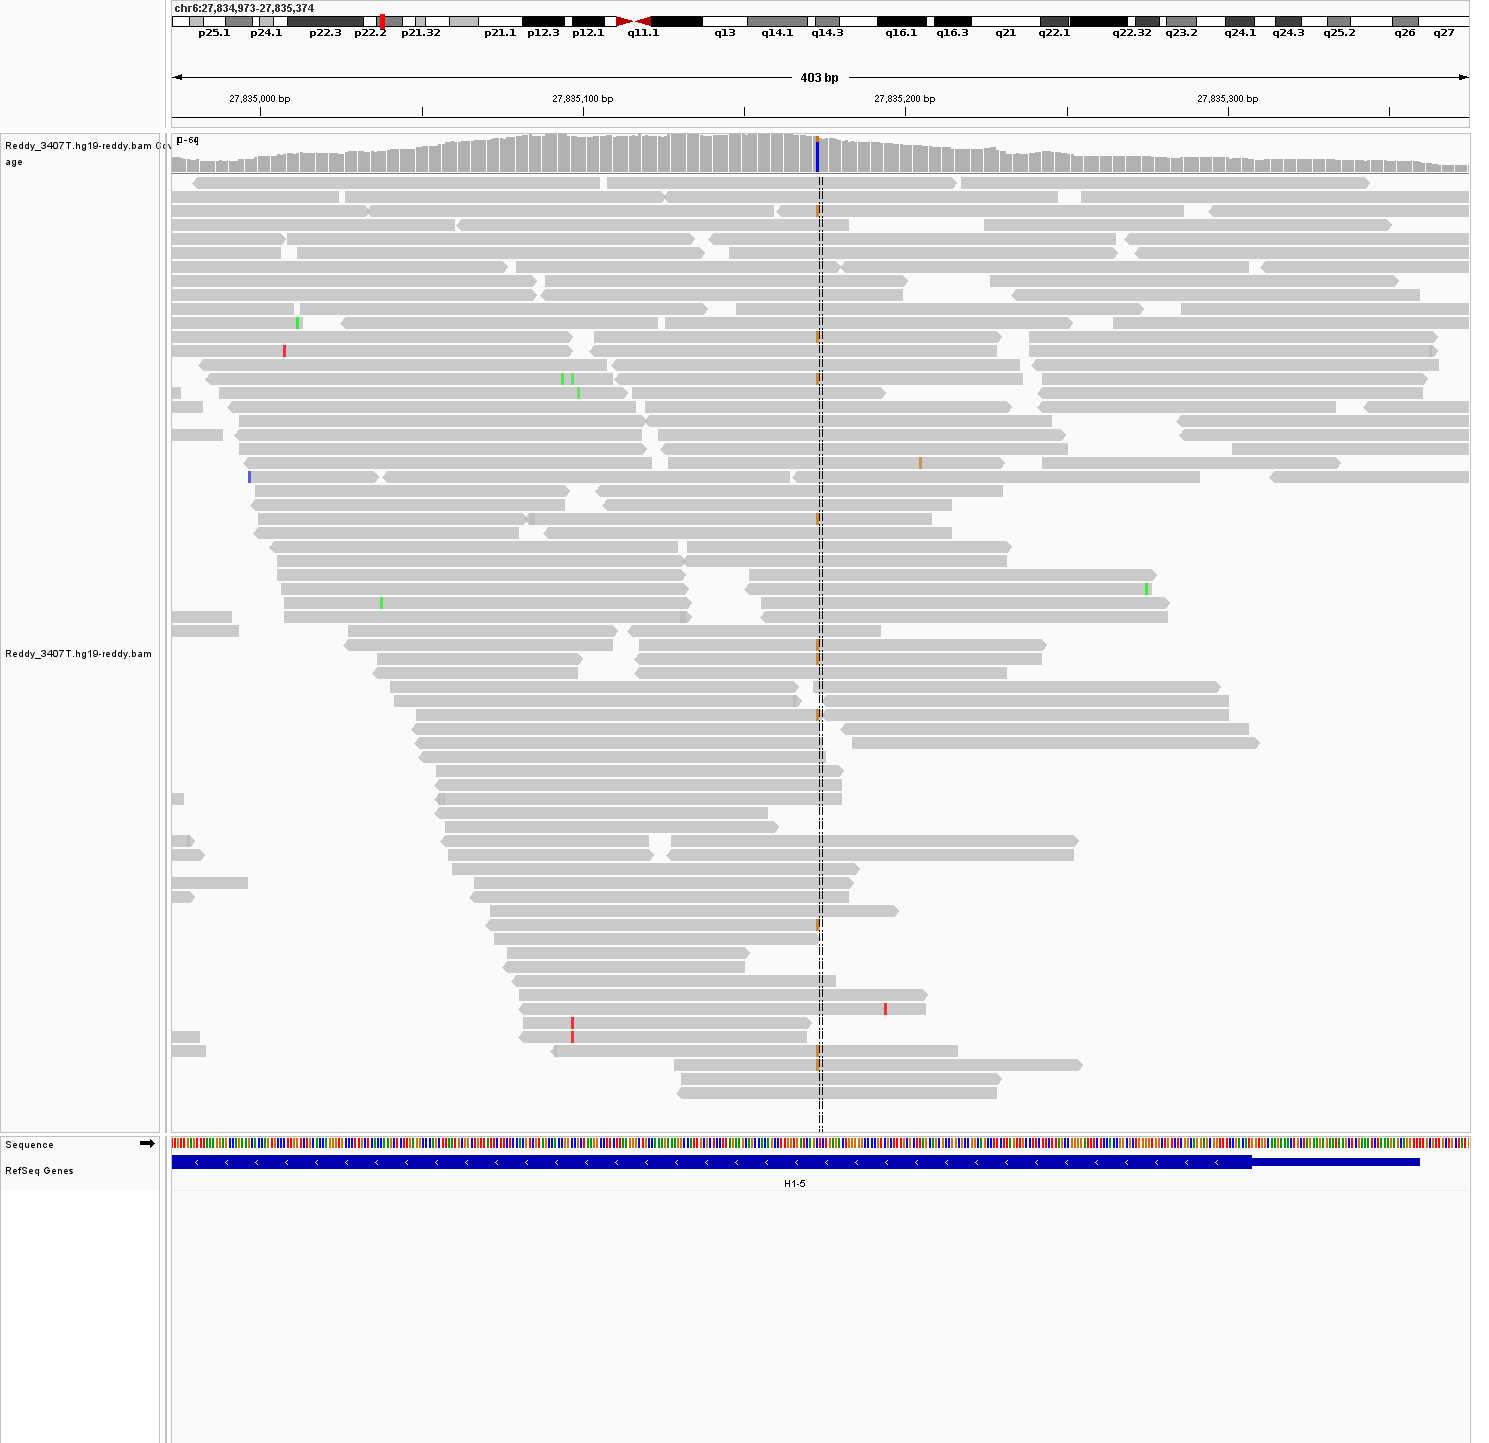 chr6:27,834,973-27,835,374
p25.1 p24.1 p22.3 p22.2 p21.32 p21.1 p12.3 p12.1 q11.1 q13 q14.1 q14.3 q16.1 q16.3 q21 q22.1 q22.32 q23.2 q24.1 q24.3 q25.2 q26 q27
403 bp
27,835,000 bp 27,835,100 bp 27,835,200 bp 27,835,300 bp
Reddy_3407T.hg19-reddy.bam Cov
age
[0-64]
Reddy_3407T.hg19-reddy.bam
Sequence
RefSeq Genes
H1-5